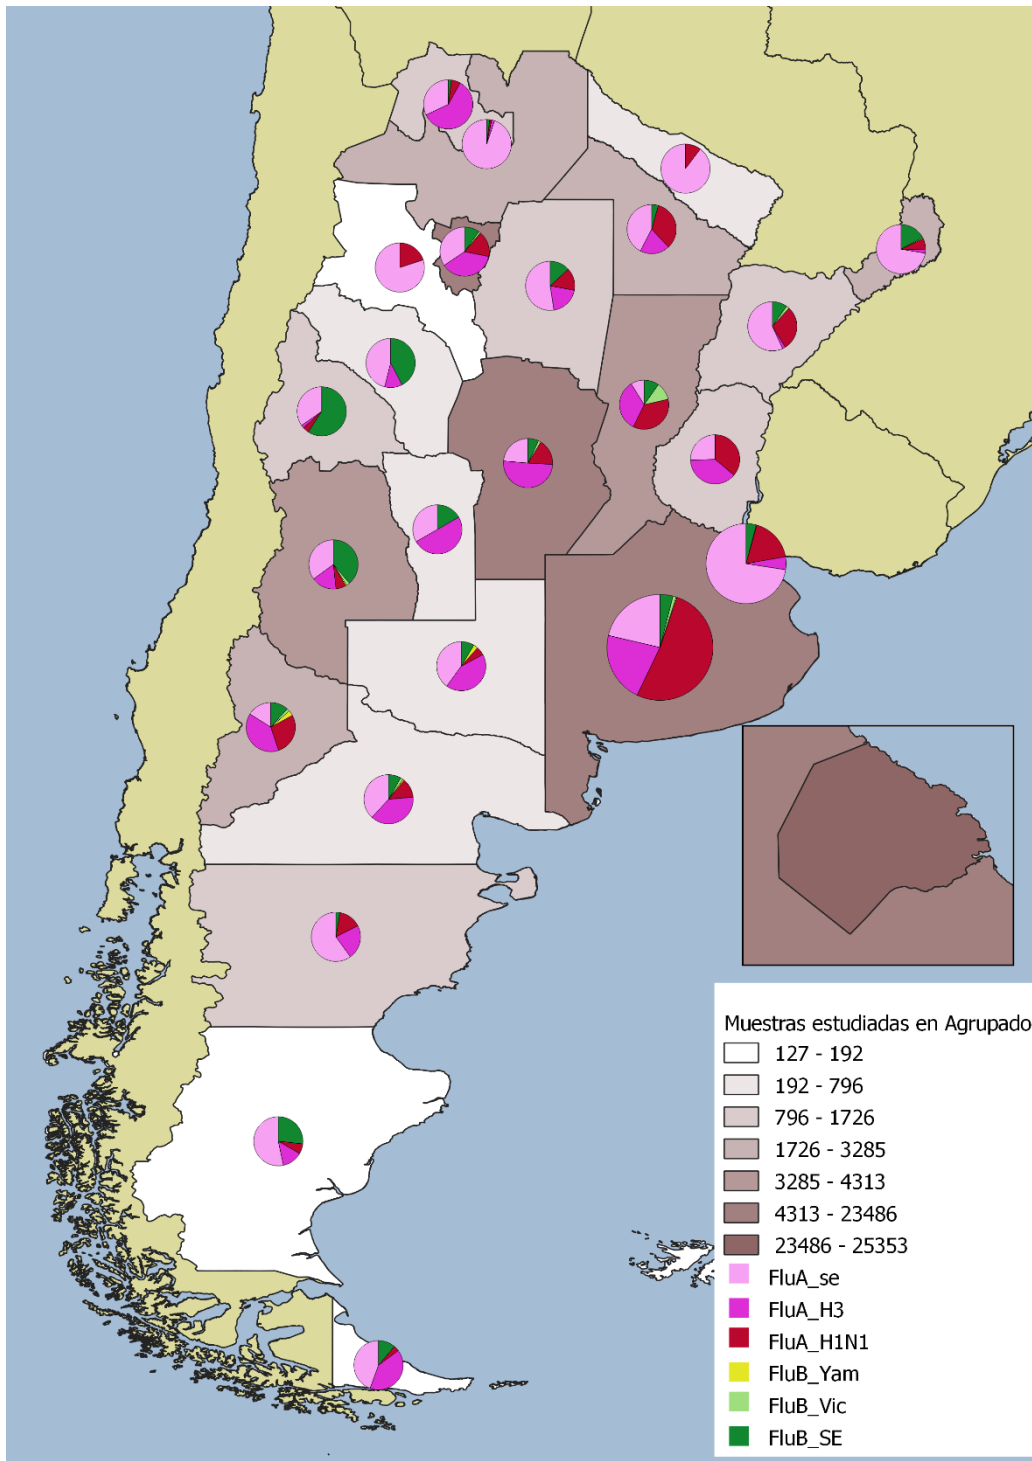 Muestras estudiadas en Agrupado
127 - 192
192 - 796
796 - 1726
1726 - 3285
3285 - 4313
4313 - 23486
23486 - 25353
FluA_se
FluA_H3
FluA_H1N1
FluB_Yam
FluB_Vic
FluB_SE